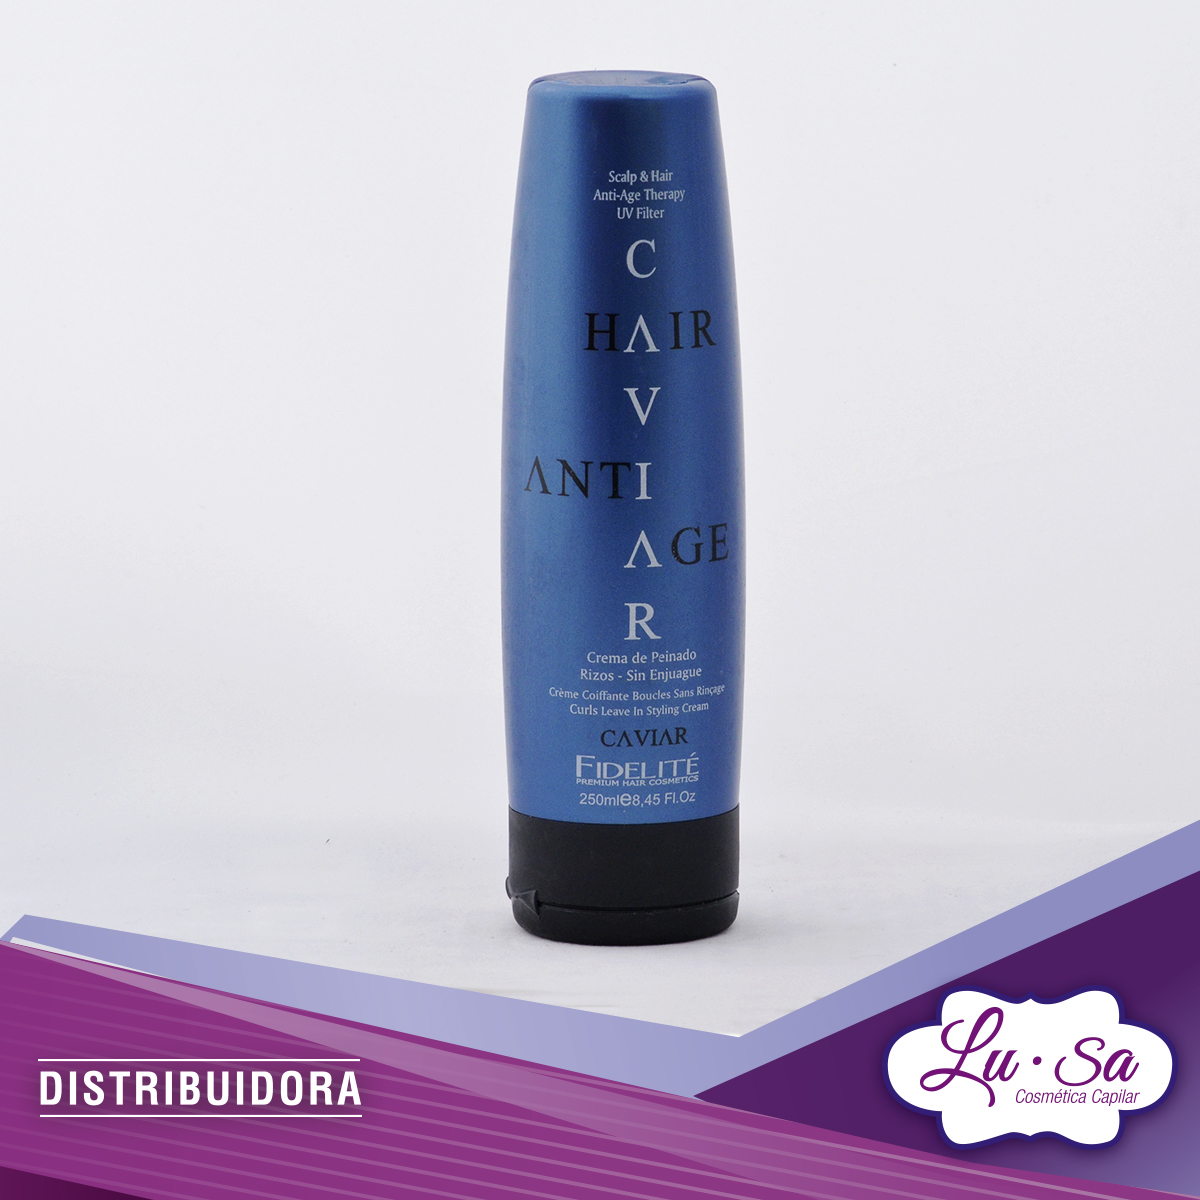 Scalp & Hair
Anti-Age Therapy
UV Filter
C
HAIR
V
ANTI
AGE
R
Crema de Peinado
Rizos - Sin Enjuague
Crème Coiffante Boucles Sans Rinçage
Curls Leave In Styling Cream
CAVIAR
FIDELITÉ
PREMIUM HAIR COSMETICS
250ml℮8,45 Fl.Oz
DISTRIBUIDORA
Lu·Sa
Cosmética Capilar